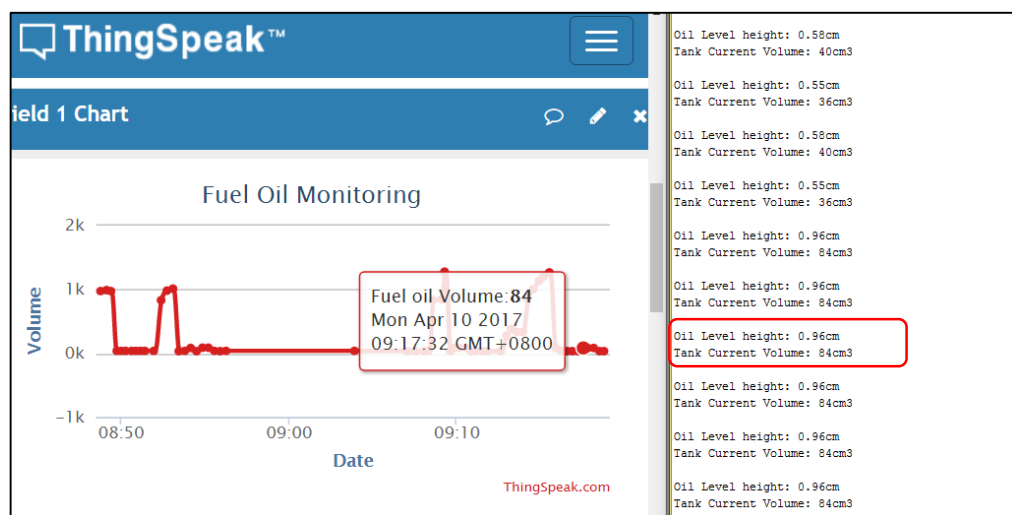 ThingSpeak™
ield 1 Chart
Fuel Oil Monitoring
2k
1k
0k
-1k
Volume
Fuel oil Volume:84
Mon Apr 10 2017
09:17:32 GMT+0800
08:50
09:00
09:10
Date
ThingSpeak.com
Oil Level height: 0.58cm
Tank Current Volume: 40cm3
Oil Level height: 0.55cm
Tank Current Volume: 36cm3
Oil Level height: 0.58cm
Tank Current Volume: 40cm3
Oil Level height: 0.55cm
Tank Current Volume: 36cm3
Oil Level height: 0.96cm
Tank Current Volume: 84cm3
Oil Level height: 0.96cm
Tank Current Volume: 84cm3
Oil Level height: 0.96cm
Tank Current Volume: 84cm3
Oil Level height: 0.96cm
Tank Current Volume: 84cm3
Oil Level height: 0.96cm
Tank Current Volume: 84cm3
Oil Level height: 0.96cm
Tank Current Volume: 84cm3